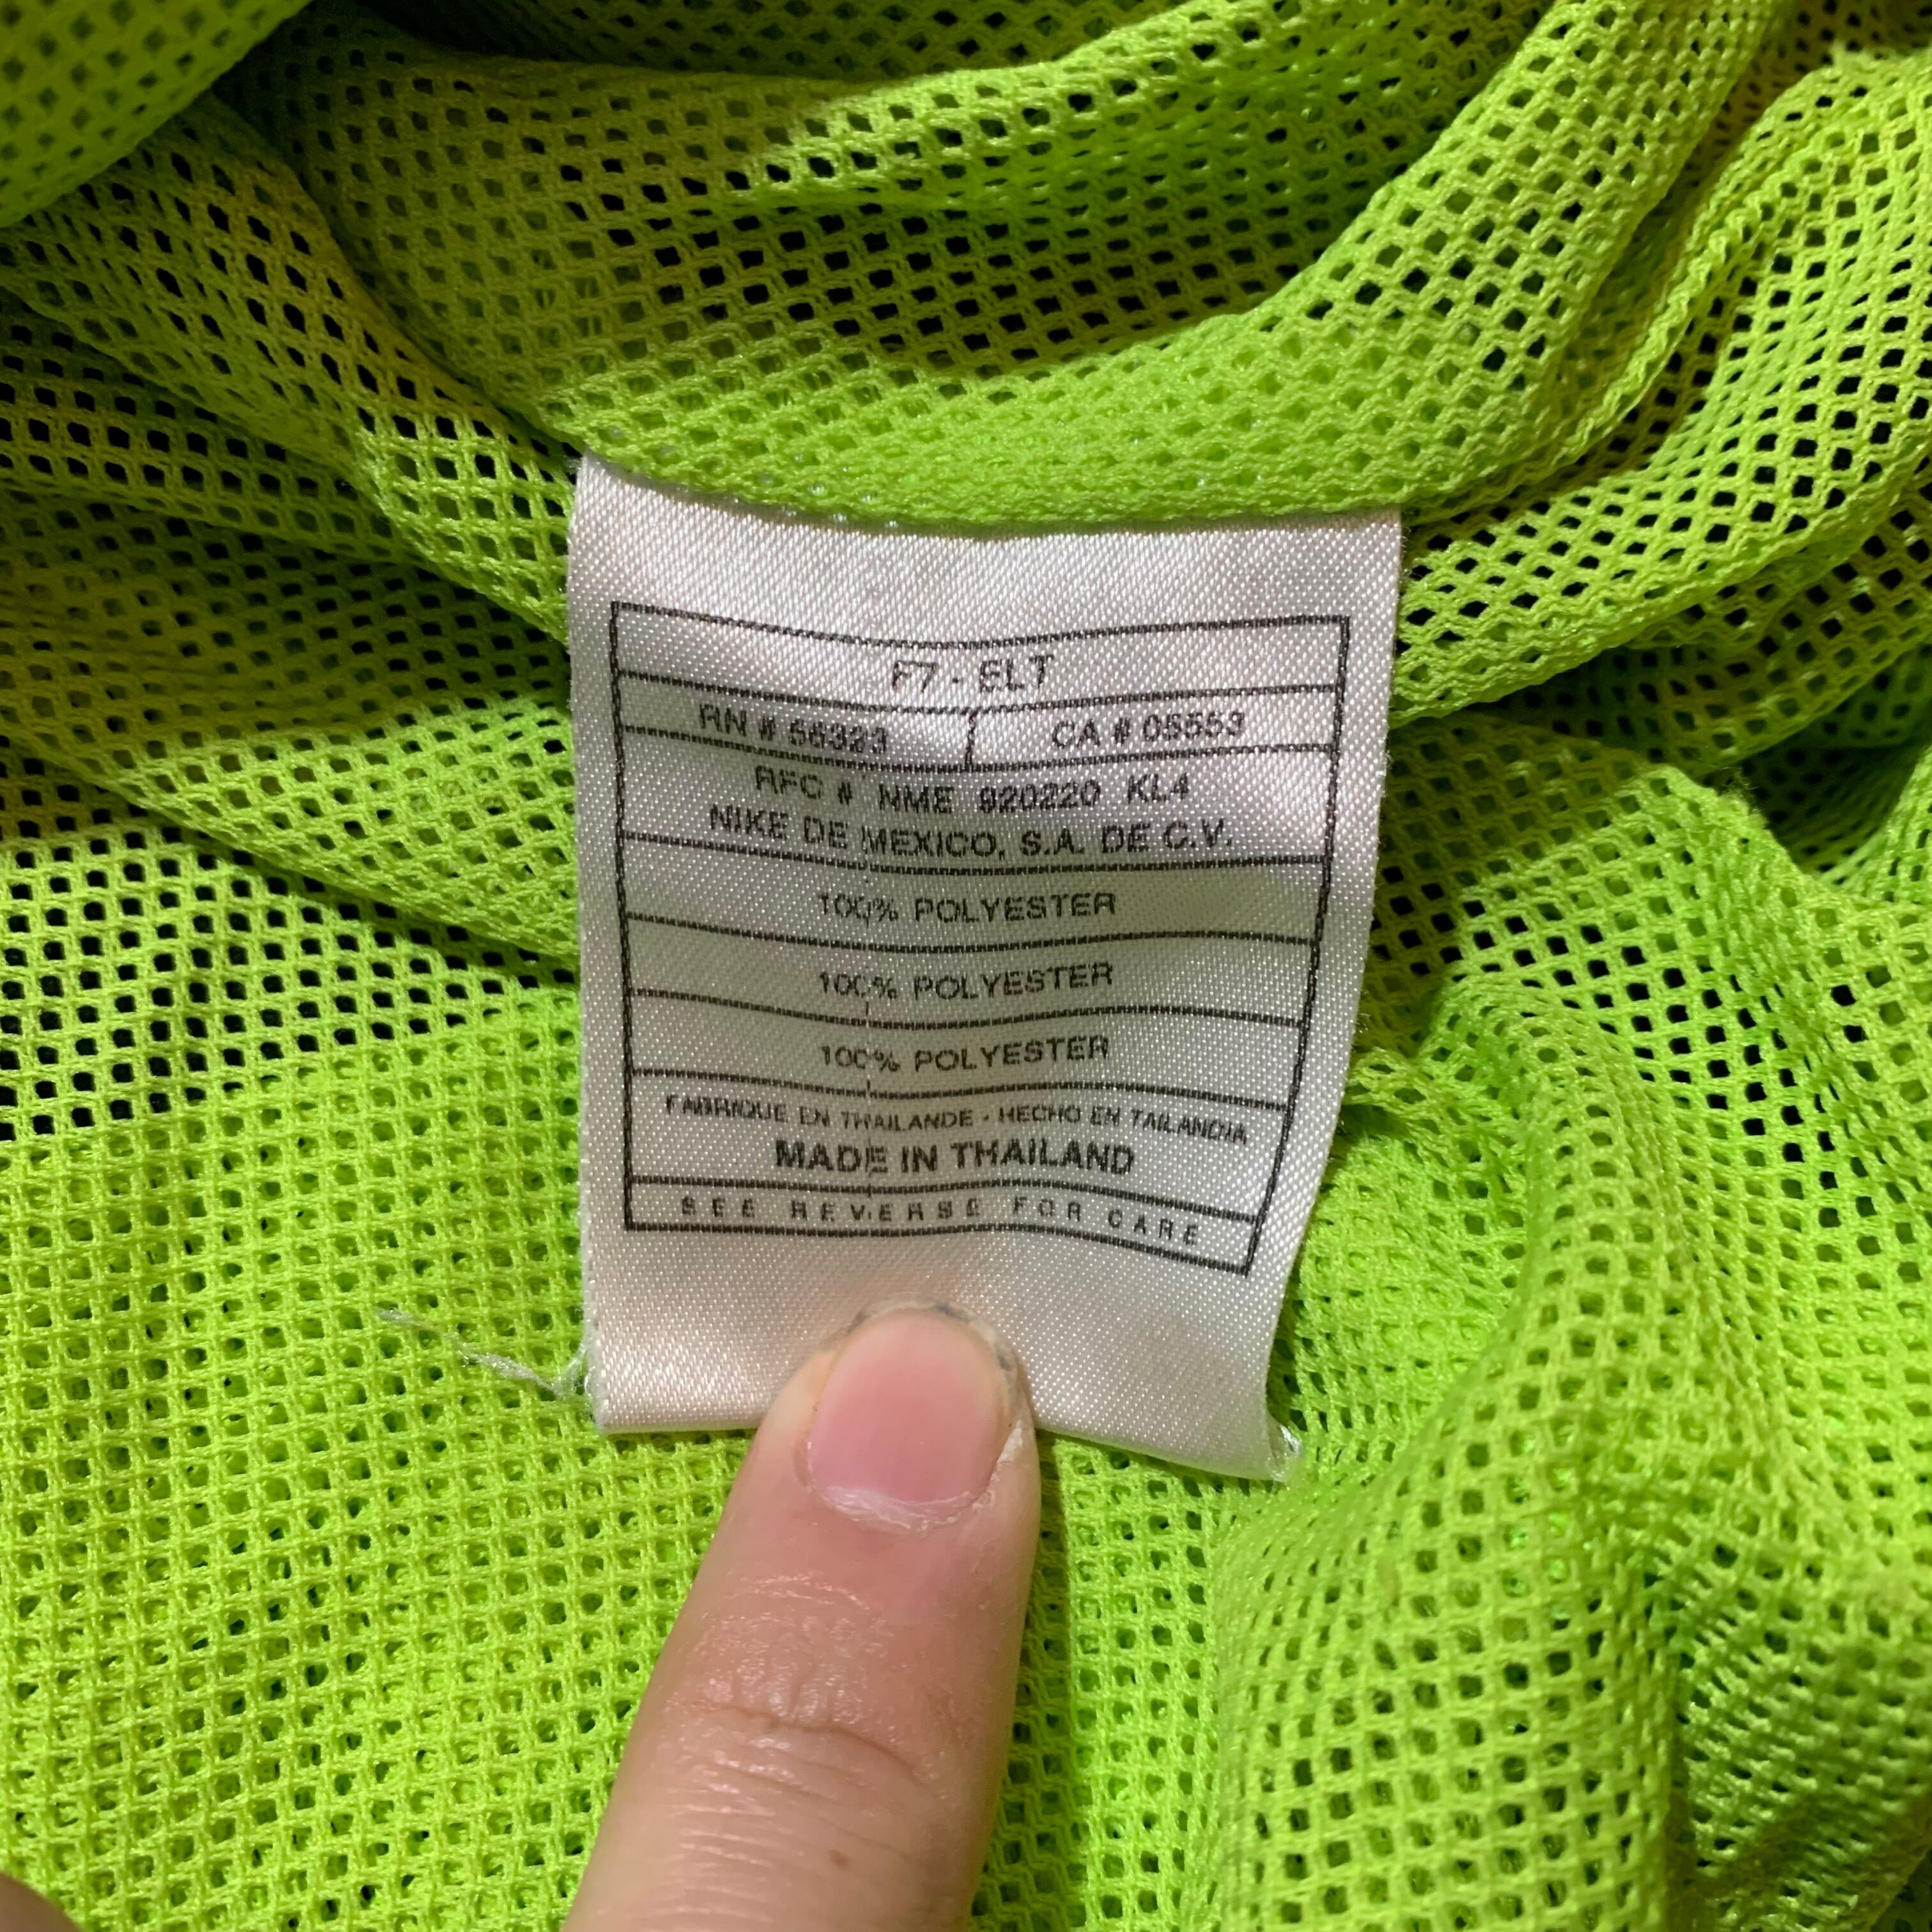 F7 - ELT
RN # 56323 CA # 05553
RFC # NME 920220 KL4
NIKE DE MEXICO, S.A. DE C.V.
100% POLYESTER
100% POLYESTER
100% POLYESTER
FABRIQUE EN THAILANDE - HECHO EN TAILANDIA
MADE IN THAILAND
SEE REVERSE FOR CARE